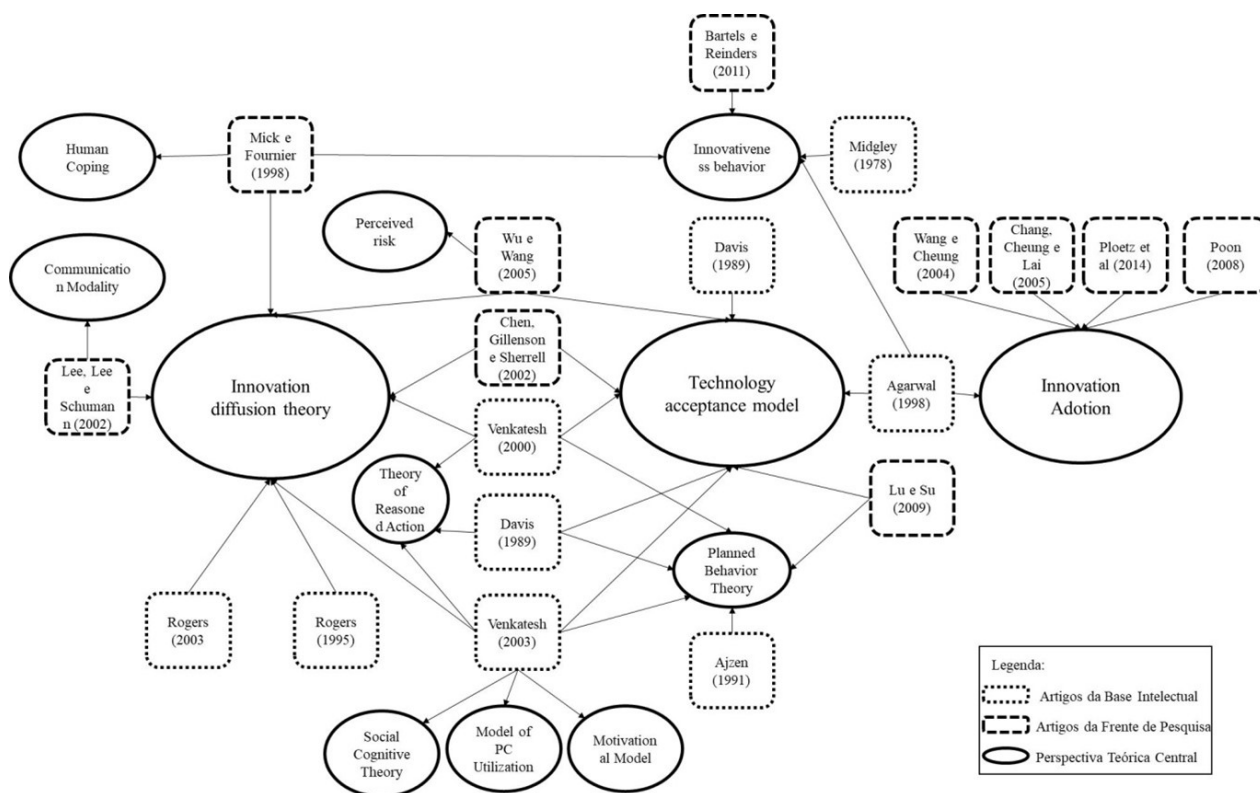 Bartels e
Reinders
(2011)
Human
Coping
Mick e
Fournier
(1998)
Innovativene
ss behavior
Midgley
(1978)
Perceived
risk
Wu e
Wang
(2005)
Davis
(1989)
Wang e
Cheung
(2004)
Chang,
Cheung e
Lai
(2005)
Ploetz et
al (2014)
Poon
(2008)
Communicatio
n Modality
Lee, Lee
e
Schuman
n (2002)
Innovation
diffusion theory
Chen,
Gillenson
e Sherrell
(2002)
Technology
acceptance model
Agarwal
(1998)
Innovation
Adotion
Venkatesh
(2000)
Theory
of
Reasone
d Action
Davis
(1989)
Lu e Su
(2009)
Planned
Behavior
Theory
Rogers
(2003
Rogers
(1995)
Venkatesh
(2003)
Ajzen
(1991)
Social
Cognitive
Theory
Model of
PC
Utilization
Motivation
al Model
Legenda:
Artigos da Base Intelectual
Artigos da Frente de Pesquisa
Perspectiva Teórica Central